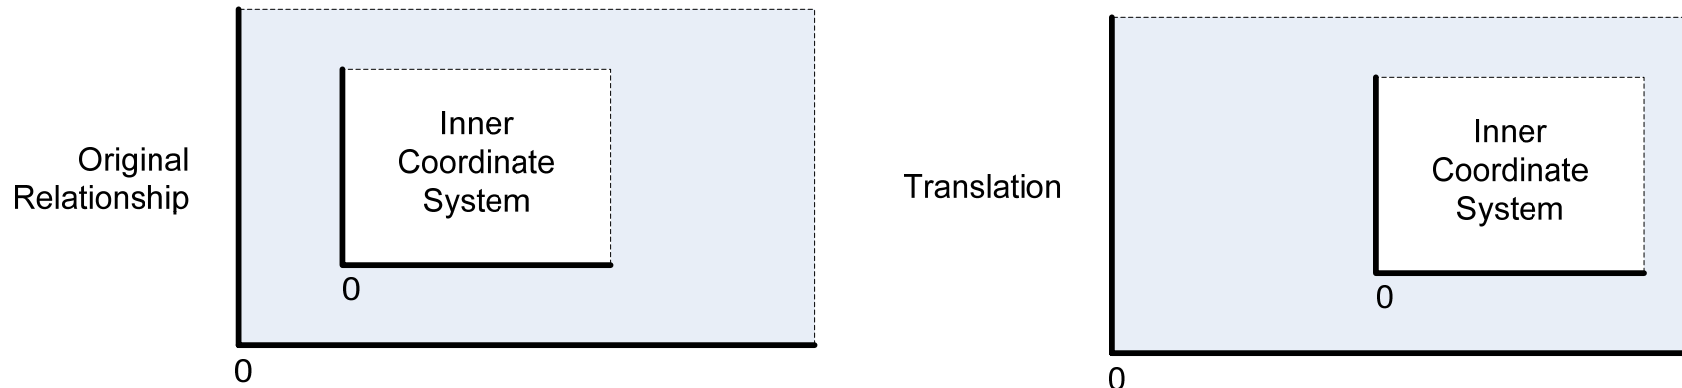 Original
Relationship
Inner
Coordinate
System
0
0
Translation
Inner
Coordinate
System
0
0